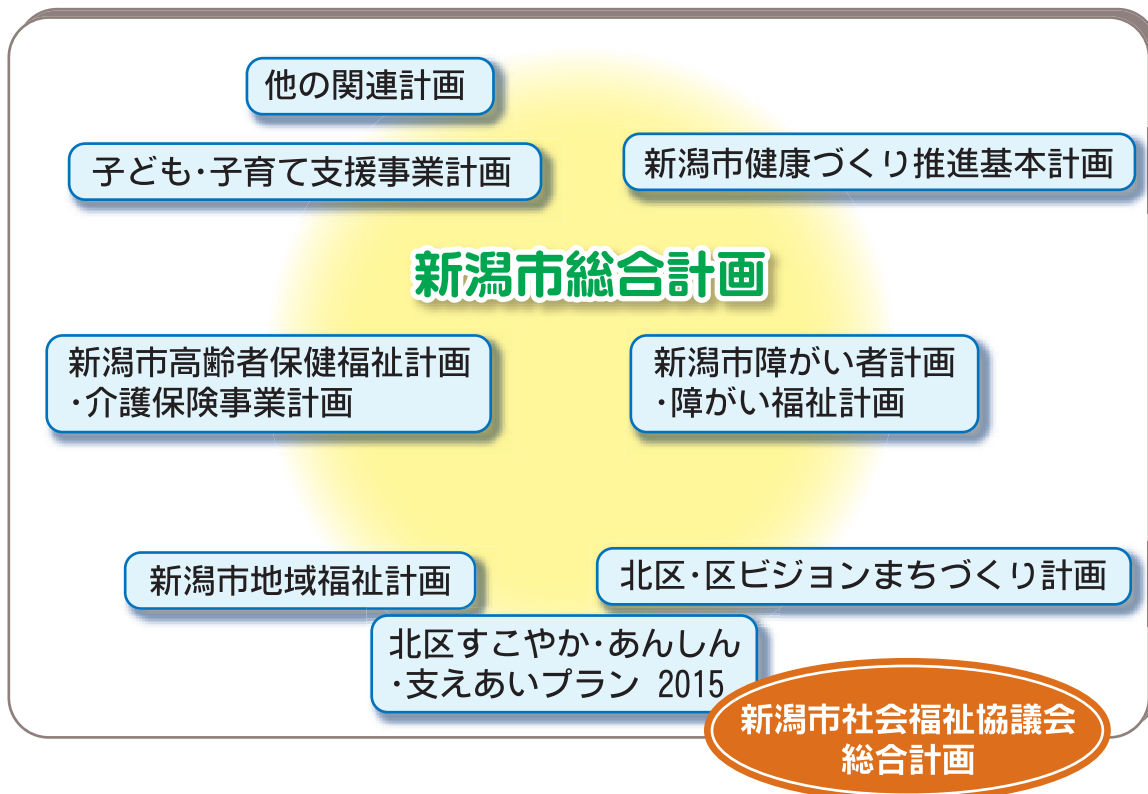 他の関連計画
子ども・子育て支援事業計画
新潟市健康づくり推進基本計画
新潟市総合計画
新潟市高齢者保健福祉計画
・介護保険事業計画
新潟市障がい者計画
・障がい福祉計画
新潟市地域福祉計画
北区・区ビジョンまちづくり計画
北区すこやか・あんしん
・支えあいプラン 2015
新潟市社会福祉協議会
総合計画